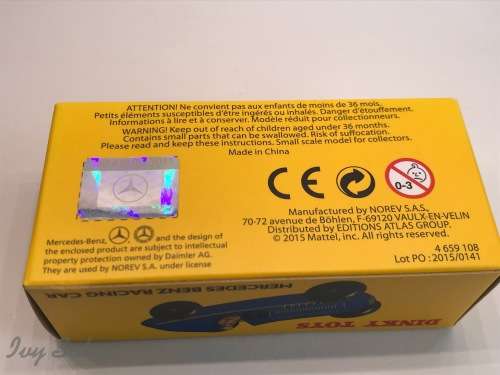 ATTENTION! Ne convient pas aux enfants de moins de 36 mois.
Petits éléments susceptibles d'être ingérés ou inhalés. Danger d'étouffement.
Informations à lire et à conserver. Modèle réduit pour collectionneurs.
WARNING! Keep out of reach of children aged under 36 months.
Contains small parts that can be swallowed. Risk of suffocation.
Please read and keep these instructions. Small scale model for collectors.
Made in China
CE
0-3
Manufactured by NOREV S.A.S.,
70-72 avenue de Böhlen, F-69120 VAULX-EN-VELIN
Distributed by EDITIONS ATLAS GROUP.
© 2015 Mattel, inc. All rights reserved.
4 659 108
Lot PO : 2015/0141
Mercedes-Benz, and the design of
the enclosed product are subject to intellectual
property protection owned by Daimler AG.
They are used by NOREV S.A. under license
MERCEDES BENZ RACING CAR
DINKY TOYS
Ivy